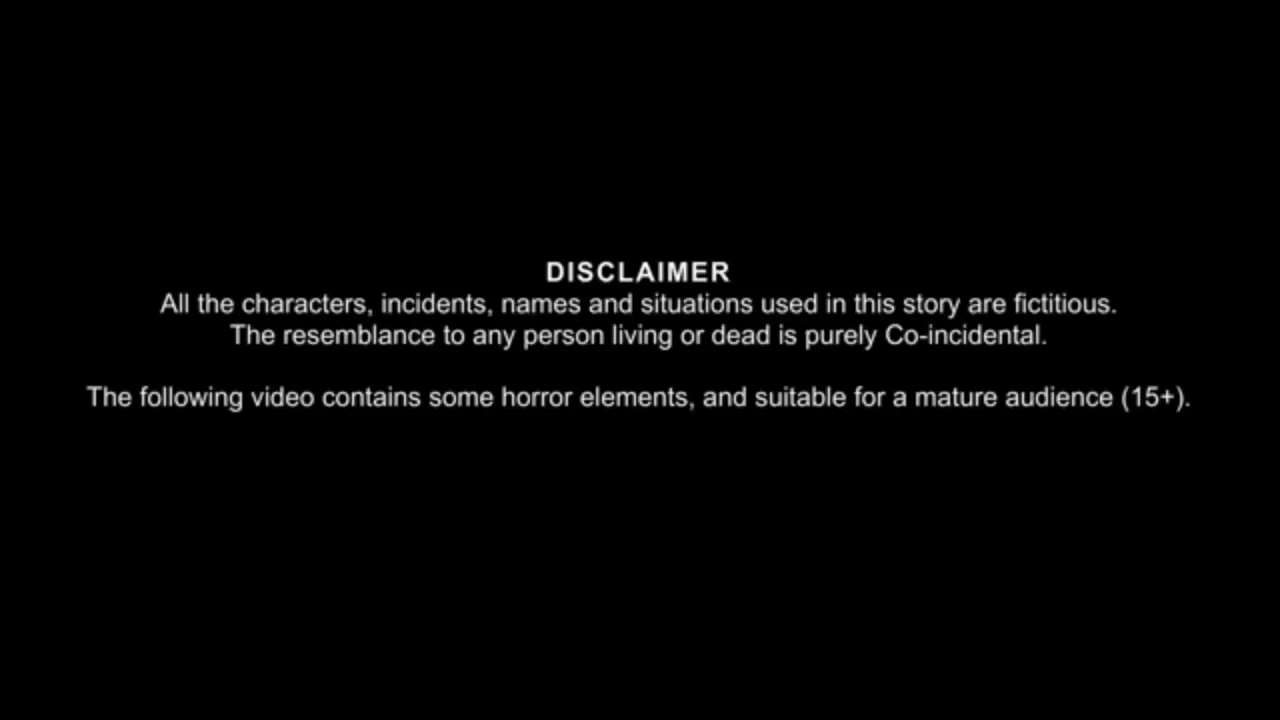 DISCLAIMER
All the characters, incidents, names and situations used in this story are fictitious.
The resemblance to any person living or dead is purely Co-incidental.
The following video contains some horror elements, and suitable for a mature audience (15+).